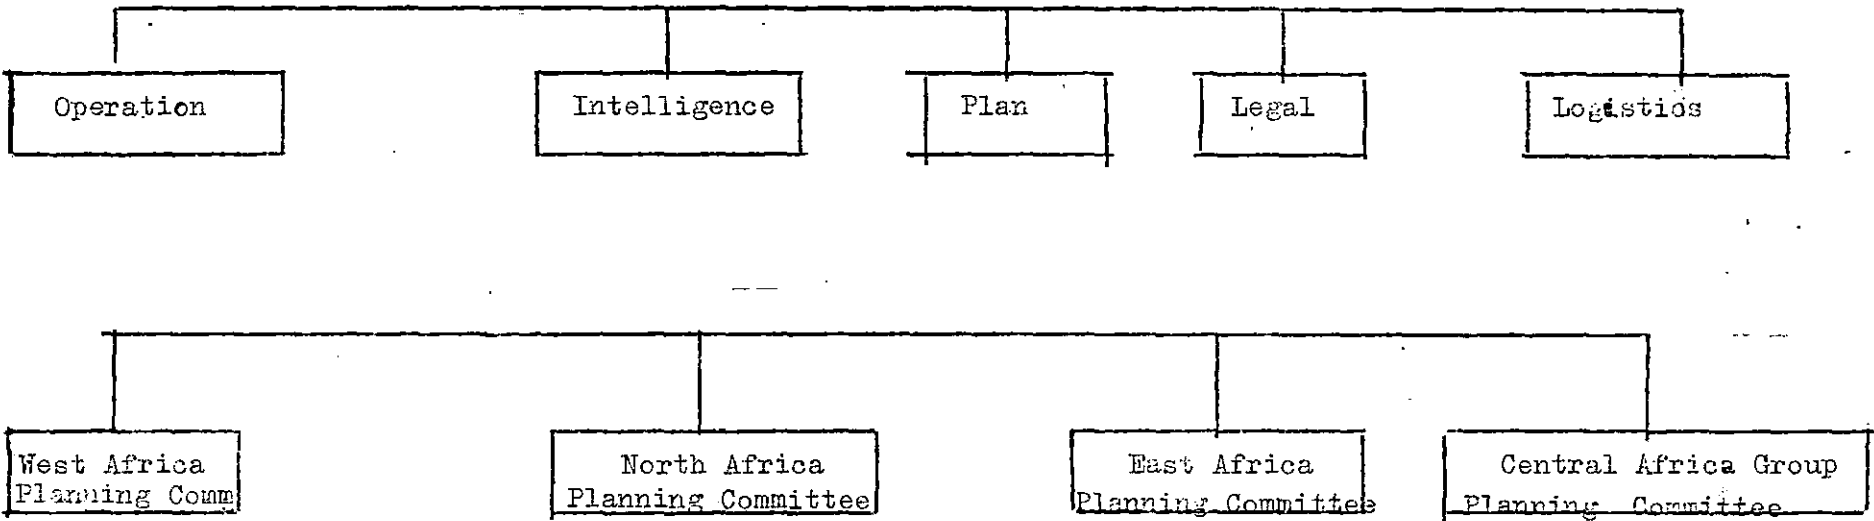 Operation
Intelligence
Plan
Legal
Logistics
West Africa
Planning Comm
North Africa
Planning Committee
East Africa
Planning Committee
Central Africa Group
Planning Committee